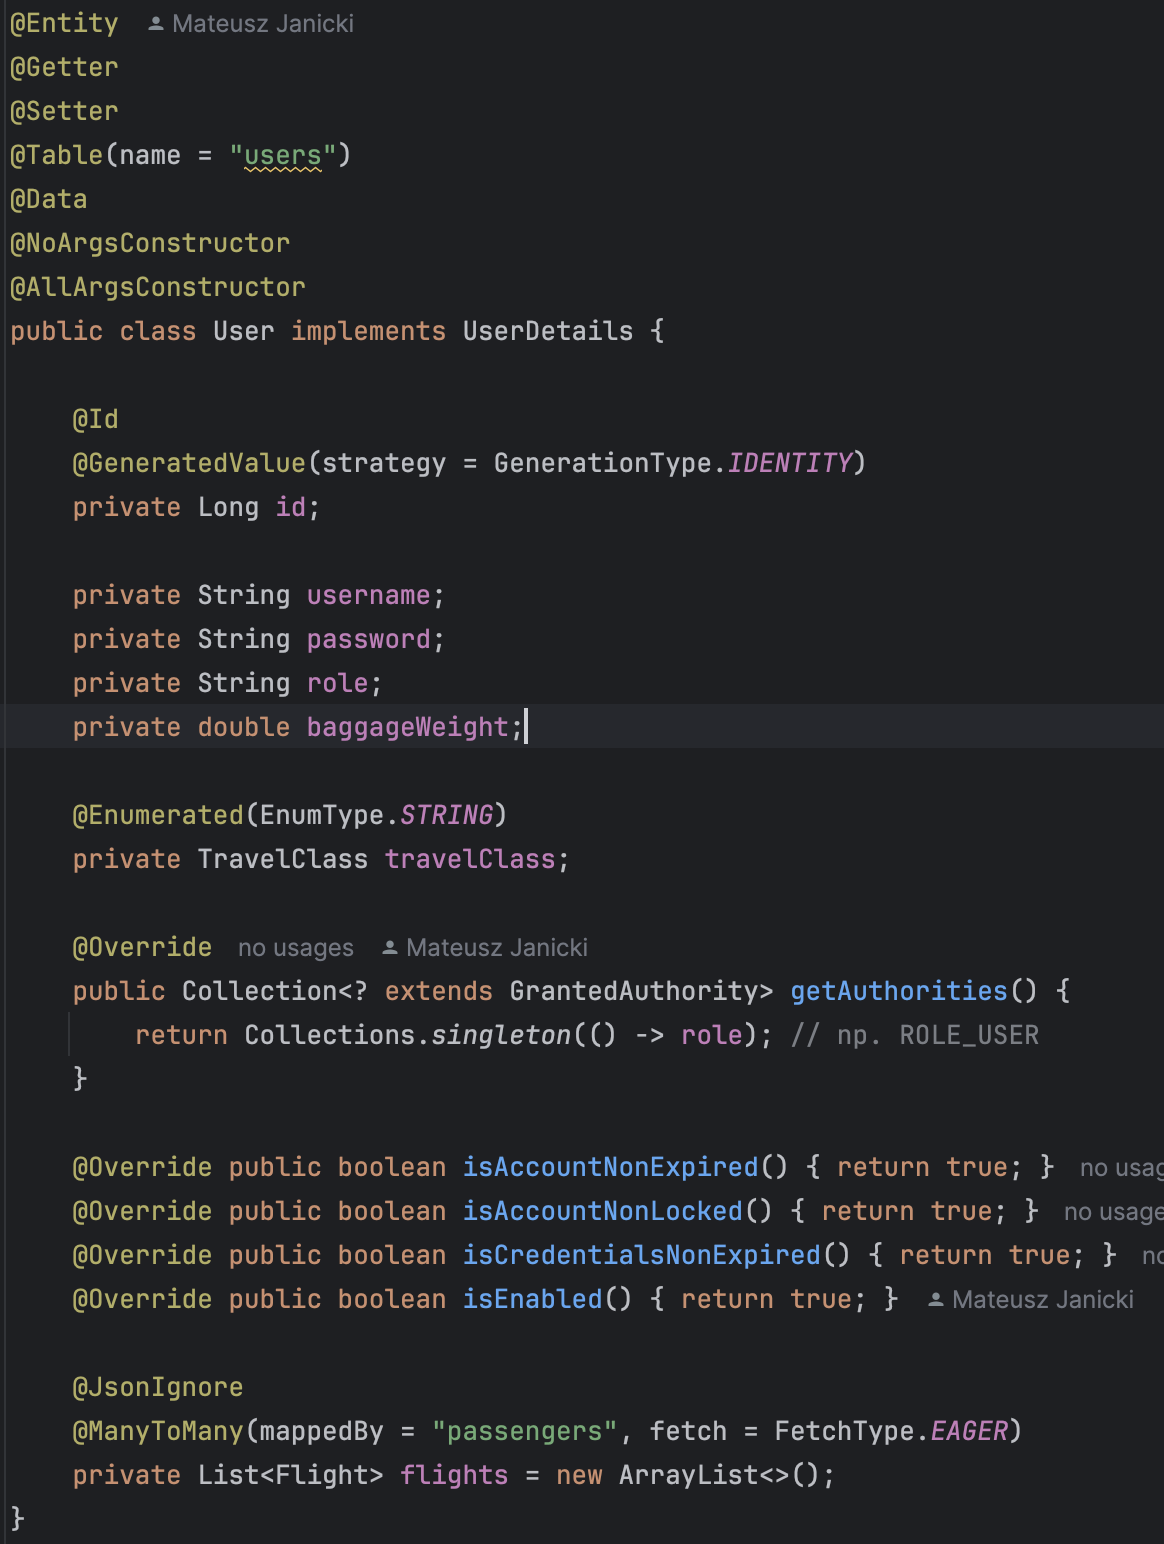 @Entity Mateusz Janicki
@Getter
@Setter
@Table(name = "users")
@Data
@NoArgsConstructor
@AllArgsConstructor
public class User implements UserDetails {
@Id
@GeneratedValue(strategy = GenerationType.IDENTITY)
private Long id;
private String username;
private String password;
private String role;
private double baggageWeight;
@Enumerated(EnumType.STRING)
private TravelClass travelClass;
@Override no usages Mateusz Janicki
public Collection<? extends GrantedAuthority> getAuthorities() {
return Collections.singleton(() -> role); // np. ROLE_USER
}
@Override public boolean isAccountNonExpired() { return true; } no usag
@Override public boolean isAccountNonLocked() { return true; } no usage
@Override public boolean isCredentialsNonExpired() { return true; } no
@Override public boolean isEnabled() { return true; } Mateusz Janicki
@JsonIgnore
@ManyToMany(mappedBy = "passengers", fetch = FetchType.EAGER)
private List<Flight> flights = new ArrayList<>();
}